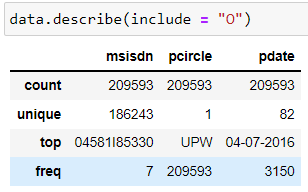 data.describe(include = "O")
msisdn pcircle pdate
count 209593 209593 209593
unique 186243 1 82
top 04581I85330 UPW 04-07-2016
freq 7 209593 3150